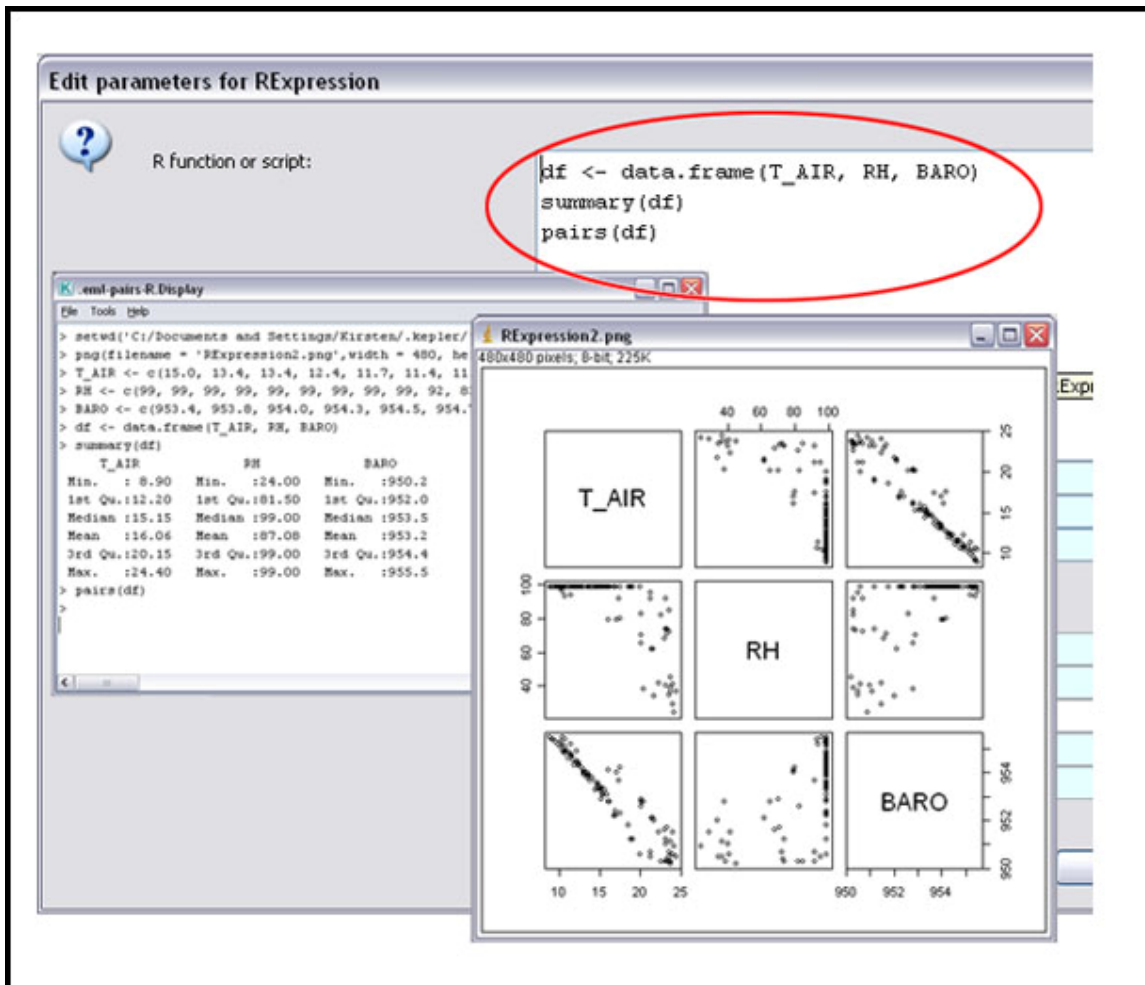 Edit parameters for RExpression
R function or script:
df <- data.frame(T_AIR, RH, BARO)
summary(df)
pairs(df)
.eml-pairs-R.Display
File Tools Help
> setwd('C:/Documents and Settings/Kirsten/.kepler/
> png(filename = 'RExpression2.png',width = 480, he
> T_AIR <- c(15.0, 13.4, 13.4, 12.4, 11.7, 11.4, 11
> RH <- c(99, 99, 99, 99, 99, 99, 99, 99, 99, 92, 8
> BARO <- c(953.4, 953.8, 954.0, 954.3, 954.5, 954.
> df <- data.frame(T_AIR, RH, BARO)
> summary(df)
T_AIR RH BARO
Min. : 8.90 Min. :24.00 Min. :950.2
1st Qu.:12.20 1st Qu.:81.50 1st Qu.:952.0
Median :15.15 Median :99.00 Median :953.5
Mean :16.06 Mean :87.08 Mean :953.2
3rd Qu.:20.15 3rd Qu.:99.00 3rd Qu.:954.4
Max. :24.40 Max. :99.00 Max. :955.5
> pairs(df)
>
RExpression2.png
480x480 pixels; 8-bit; 225K
40 60 80 100
T_AIR
10 15 20 25
40 60 80 100
RH
BARO
950 952 954
10 15 20 25
950 952 954